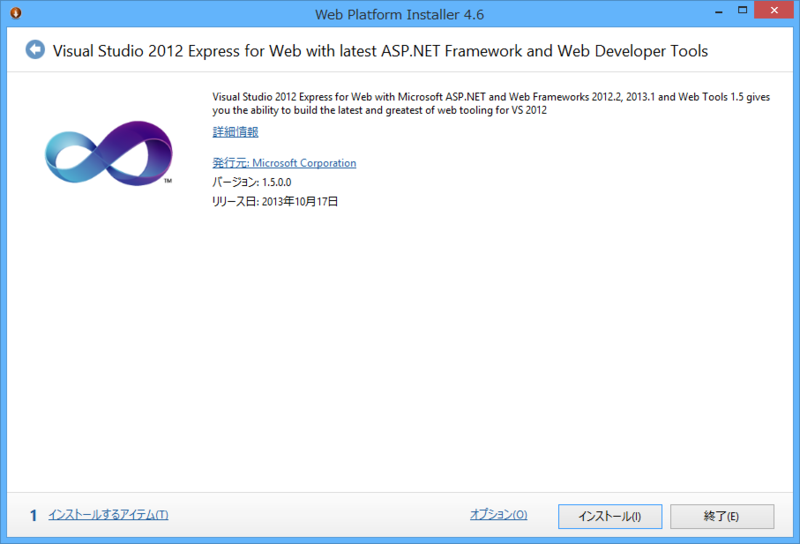 Web Platform Installer 4.6
Visual Studio 2012 Express for Web with latest ASP.NET Framework and Web Developer Tools
Visual Studio 2012 Express for Web with Microsoft ASP.NET and Web Frameworks 2012.2, 2013.1 and Web Tools 1.5 gives
you the ability to build the latest and greatest of web tooling for VS 2012
詳細情報
発行元: Microsoft Corporation
バージョン: 1.5.0.0
リリース日: 2013年10月17日
TM
1 インストールするアイテム(T) オプション(O) インストール(I) 終了(E)